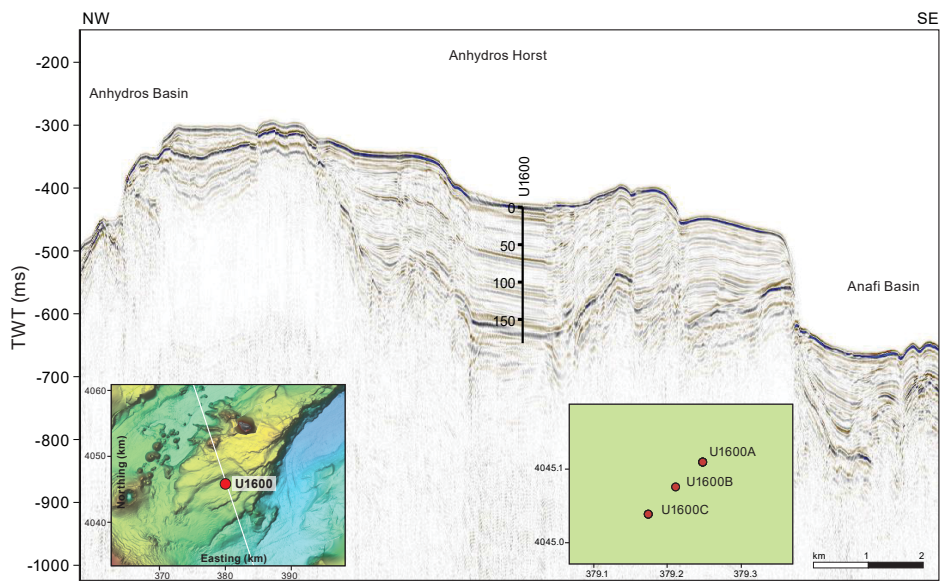 NW
SE
Anhydros Horst
Anhydros Basin
Anafi Basin
TWT (ms)
-200
-300
-400
-500
-600
-700
-800
-900
-1000
U1600
0
50
100
150
4060
4050
4040
Northing (km)
U1600
Easting (km)
370
380
390
4045.1
4045.0
U1600A
U1600B
U1600C
379.1
379.2
379.3
km
1
2